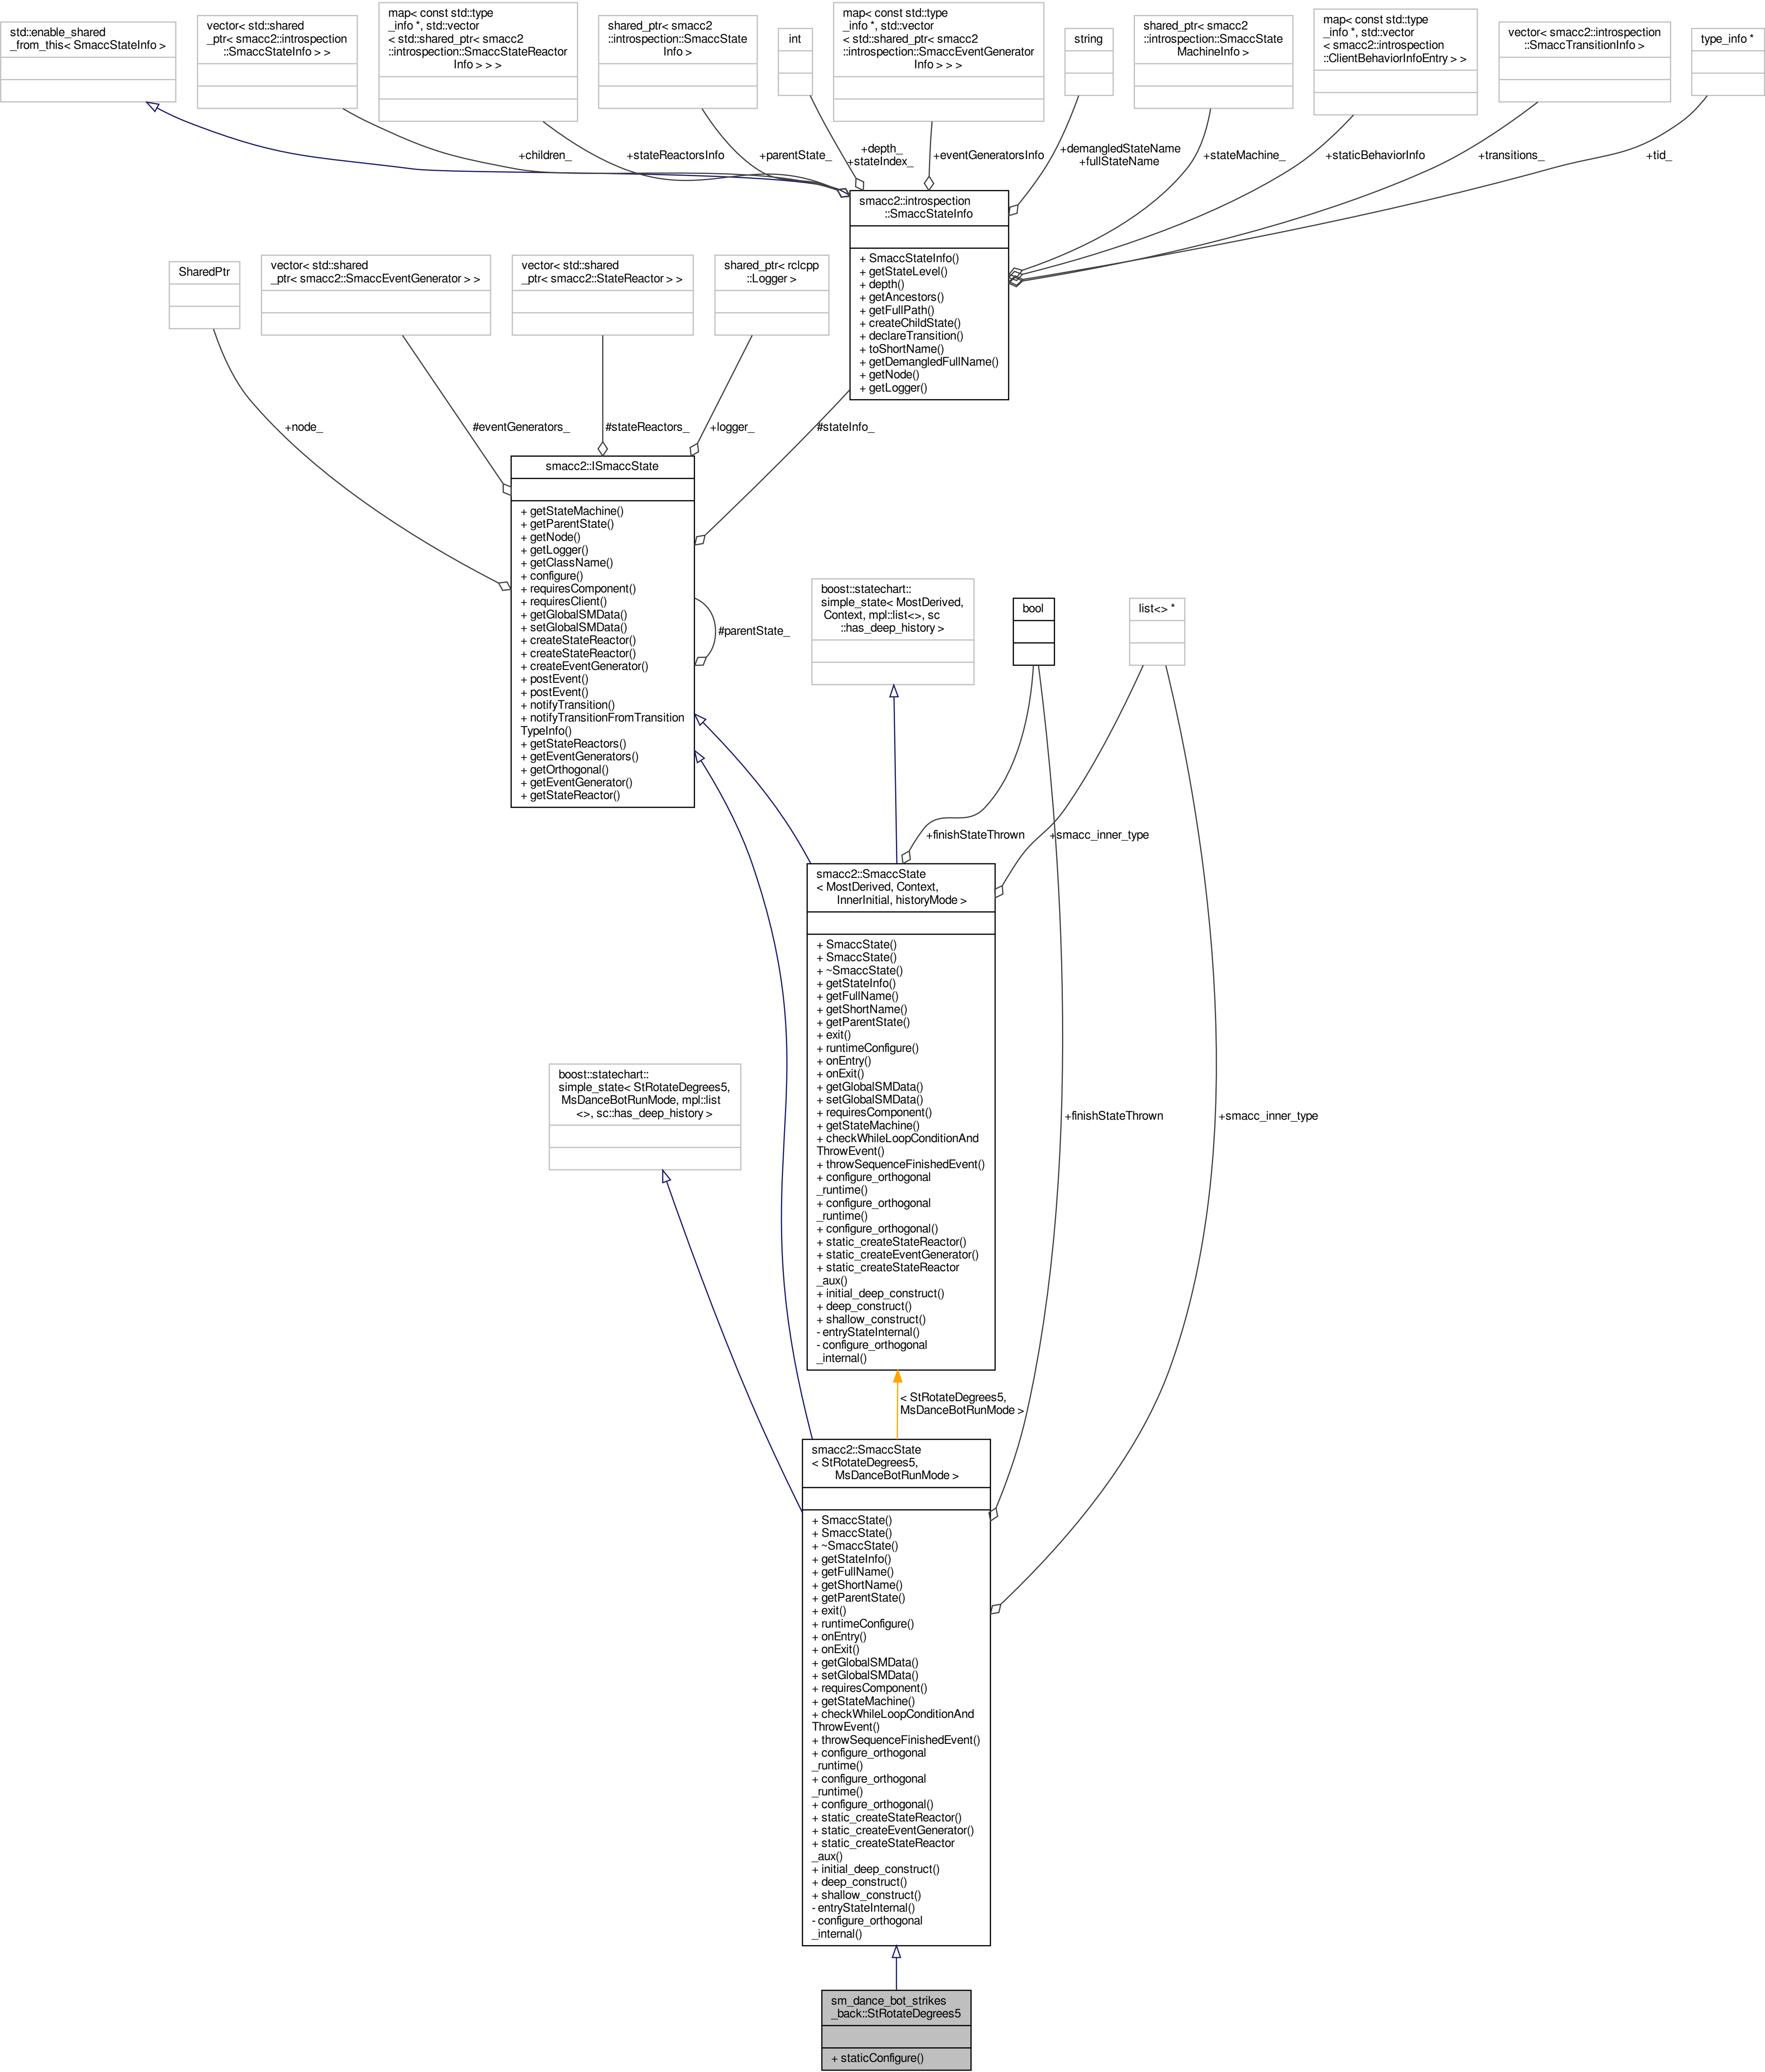 std::enable_shared
_from_this< SmaccStateInfo >
vector< std::shared
_ptr< smacc2::introspection
::SmaccStateInfo > >
map< const std::type
_info *, std::vector
< std::shared_ptr< smacc2
::introspection::SmaccStateReactor
Info > > >
shared_ptr< smacc2
::introspection::SmaccState
Info >
int
map< const std::type
_info *, std::vector
< std::shared_ptr< smacc2
::introspection::SmaccEventGenerator
Info > > >
string
shared_ptr< smacc2
::introspection::SmaccState
MachineInfo >
map< const std::type
_info *, std::vector
< smacc2::introspection
::ClientBehaviorInfoEntry > >
vector< smacc2::introspection
::SmaccTransitionInfo >
type_info *
+children_
+stateReactorsInfo
+parentState_
+depth_
+stateIndex_
+eventGeneratorsInfo
+demangledStateName
+fullStateName
+stateMachine_
+staticBehaviorInfo
+transitions_
+tid_
smacc2::introspection
::SmaccStateInfo
+ SmaccStateInfo()
+ getStateLevel()
+ depth()
+ getAncestors()
+ getFullPath()
+ createChildState()
+ declareTransition()
+ toShortName()
+ getDemangledFullName()
+ getNode()
+ getLogger()
SharedPtr
vector< std::shared
_ptr< smacc2::SmaccEventGenerator > >
vector< std::shared
_ptr< smacc2::StateReactor > >
shared_ptr< rclcpp
::Logger >
+node_
#eventGenerators_
#stateReactors_
+logger_
#stateInfo_
smacc2::ISmaccState
+ getStateMachine()
+ getParentState()
+ getNode()
+ getLogger()
+ getClassName()
+ configure()
+ requiresComponent()
+ requiresClient()
+ getGlobalSMData()
+ setGlobalSMData()
+ createStateReactor()
+ createStateReactor()
+ createEventGenerator()
+ postEvent()
+ postEvent()
+ notifyTransition()
+ notifyTransitionFromTransition
TypeInfo()
+ getStateReactors()
+ getEventGenerators()
+ getOrthogonal()
+ getEventGenerator()
+ getStateReactor()
#parentState_
boost::statechart::
simple_state< MostDerived,
Context, mpl::list<>, sc
::has_deep_history >
bool
list<> *
+finishStateThrown
+smacc_inner_type
smacc2::SmaccState
< MostDerived, Context,
InnerInitial, historyMode >
+ SmaccState()
+ SmaccState()
+ ~SmaccState()
+ getStateInfo()
+ getFullName()
+ getShortName()
+ getParentState()
+ exit()
+ runtimeConfigure()
+ onEntry()
+ onExit()
+ getGlobalSMData()
+ setGlobalSMData()
+ requiresComponent()
+ getStateMachine()
+ checkWhileLoopConditionAnd
ThrowEvent()
+ throwSequenceFinishedEvent()
+ configure_orthogonal
_runtime()
+ configure_orthogonal
_runtime()
+ configure_orthogonal()
+ static_createStateReactor()
+ static_createEventGenerator()
+ static_createStateReactor
_aux()
+ initial_deep_construct()
+ deep_construct()
+ shallow_construct()
- entryStateInternal()
- configure_orthogonal
_internal()
boost::statechart::
simple_state< StRotateDegrees5,
MsDanceBotRunMode, mpl::list
<>, sc::has_deep_history >
+finishStateThrown
+smacc_inner_type
< StRotateDegrees5,
MsDanceBotRunMode >
smacc2::SmaccState
< StRotateDegrees5,
MsDanceBotRunMode >
+ SmaccState()
+ SmaccState()
+ ~SmaccState()
+ getStateInfo()
+ getFullName()
+ getShortName()
+ getParentState()
+ exit()
+ runtimeConfigure()
+ onEntry()
+ onExit()
+ getGlobalSMData()
+ setGlobalSMData()
+ requiresComponent()
+ getStateMachine()
+ checkWhileLoopConditionAnd
ThrowEvent()
+ throwSequenceFinishedEvent()
+ configure_orthogonal
_runtime()
+ configure_orthogonal
_runtime()
+ configure_orthogonal()
+ static_createStateReactor()
+ static_createEventGenerator()
+ static_createStateReactor
_aux()
+ initial_deep_construct()
+ deep_construct()
+ shallow_construct()
- entryStateInternal()
- configure_orthogonal
_internal()
sm_dance_bot_strikes
_back::StRotateDegrees5
+ staticConfigure()